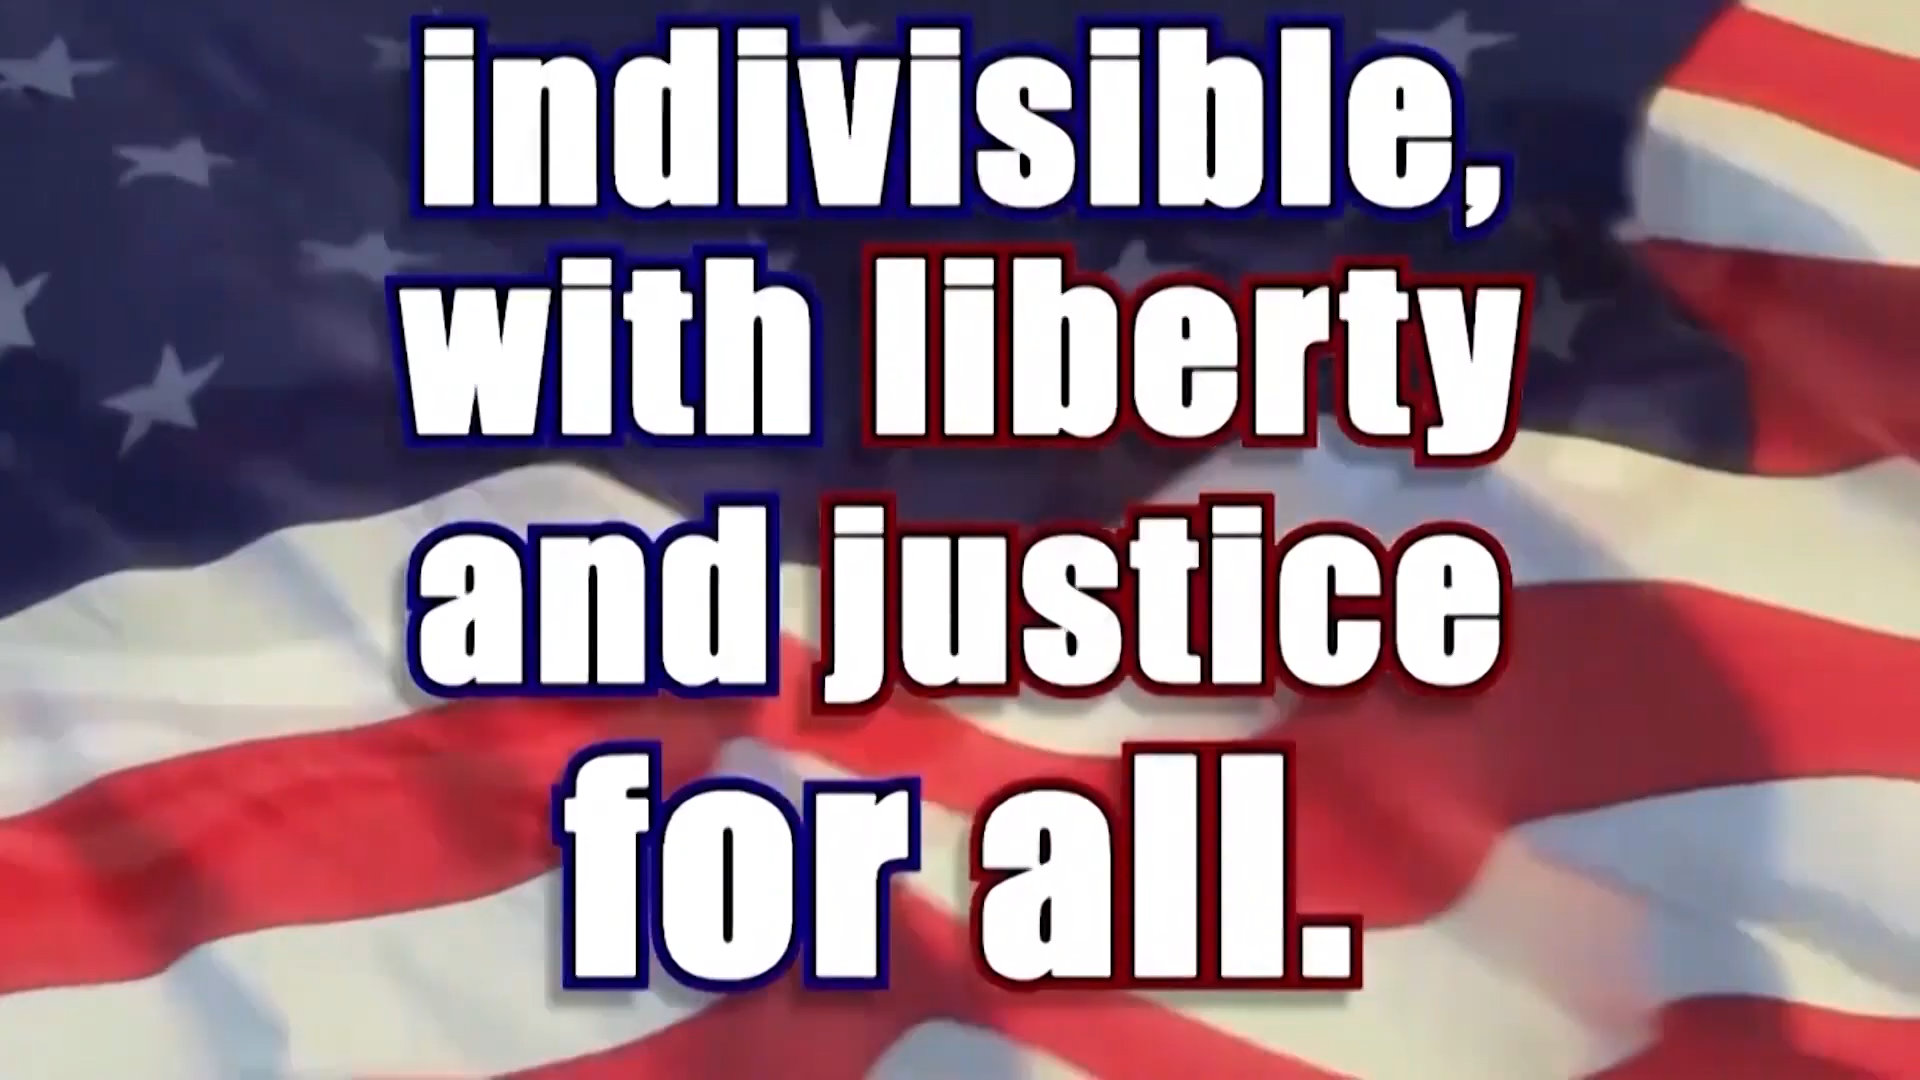 indivisible,
with liberty
and justice
for all.